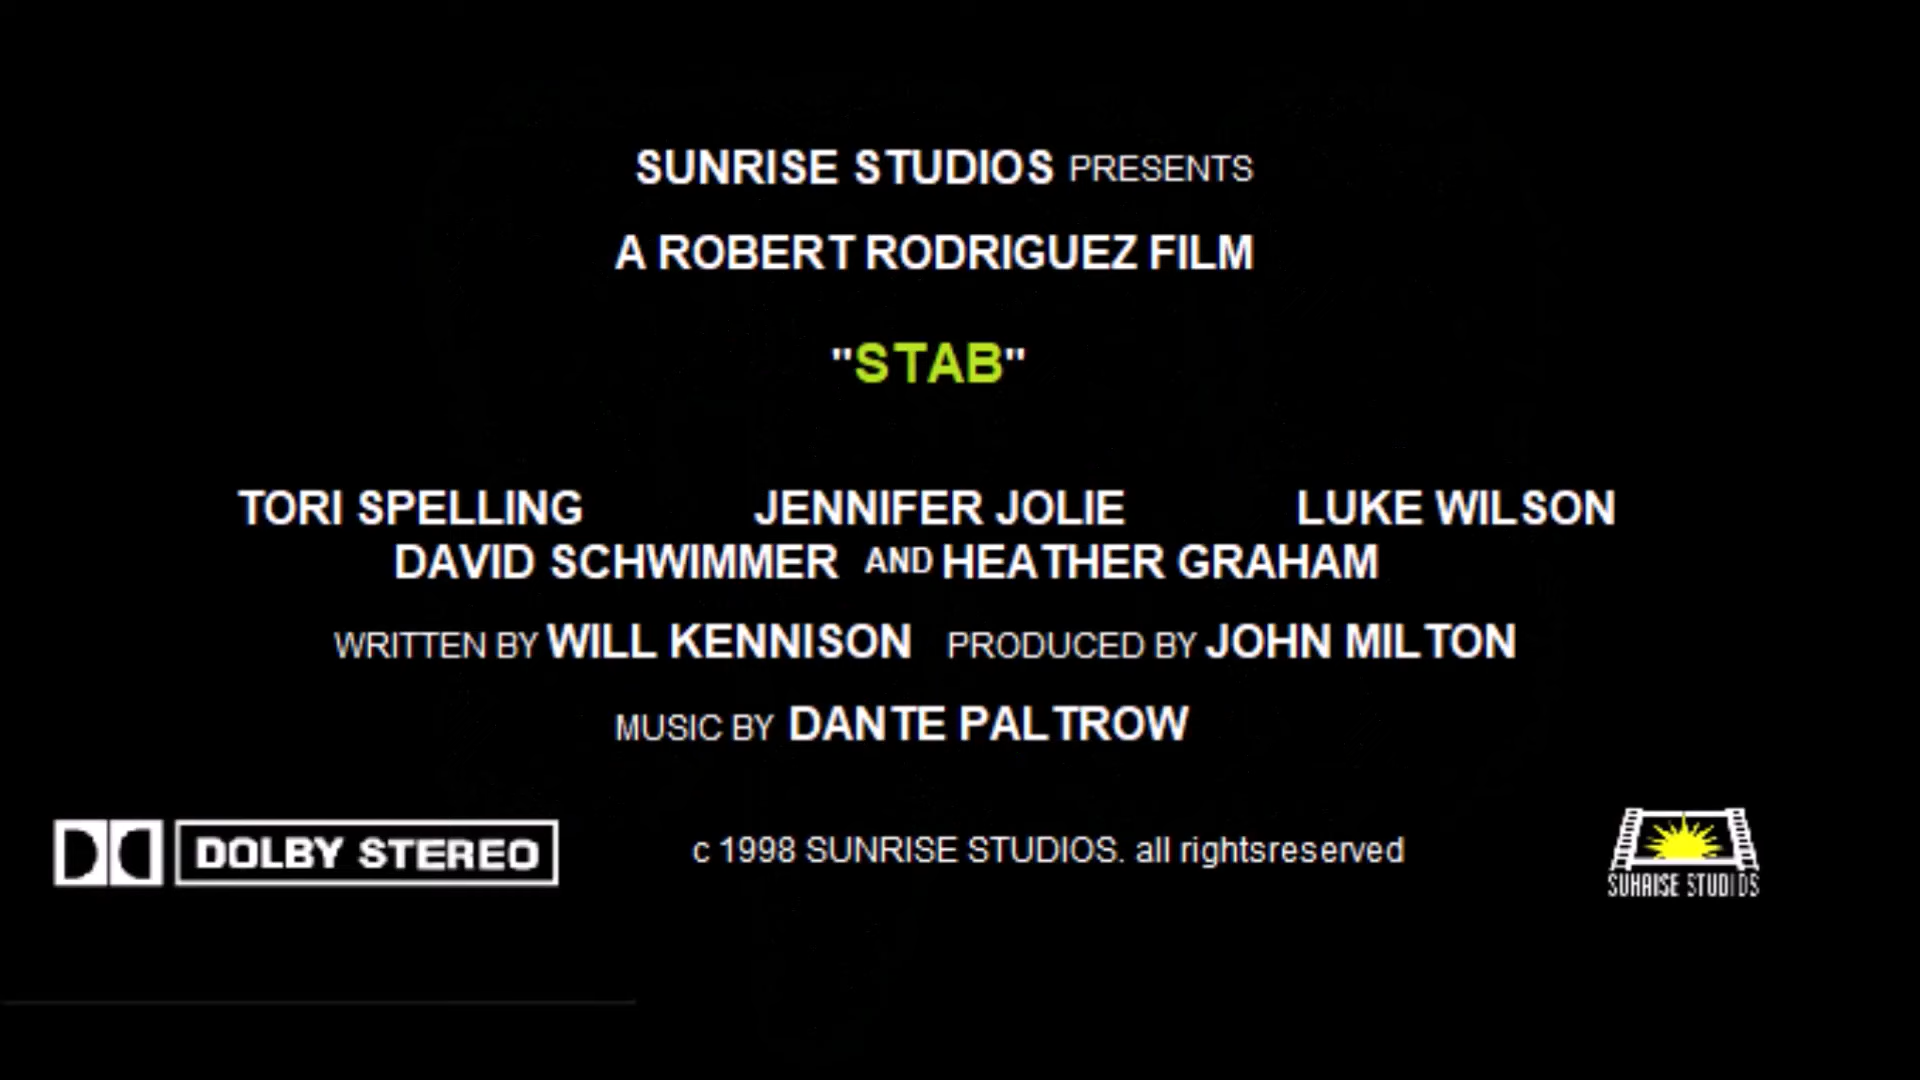 SUNRISE STUDIOS PRESENTS
A ROBERT RODRIGUEZ FILM
"STAB"
TORI SPELLING JENNIFER JOLIE LUKE WILSON
DAVID SCHWIMMER AND HEATHER GRAHAM
WRITTEN BY WILL KENNISON PRODUCED BY JOHN MILTON
MUSIC BY DANTE PALTROW
DOLBY STEREO c 1998 SUNRISE STUDIOS. all rightsreserved
SUNRISE STUDIOS